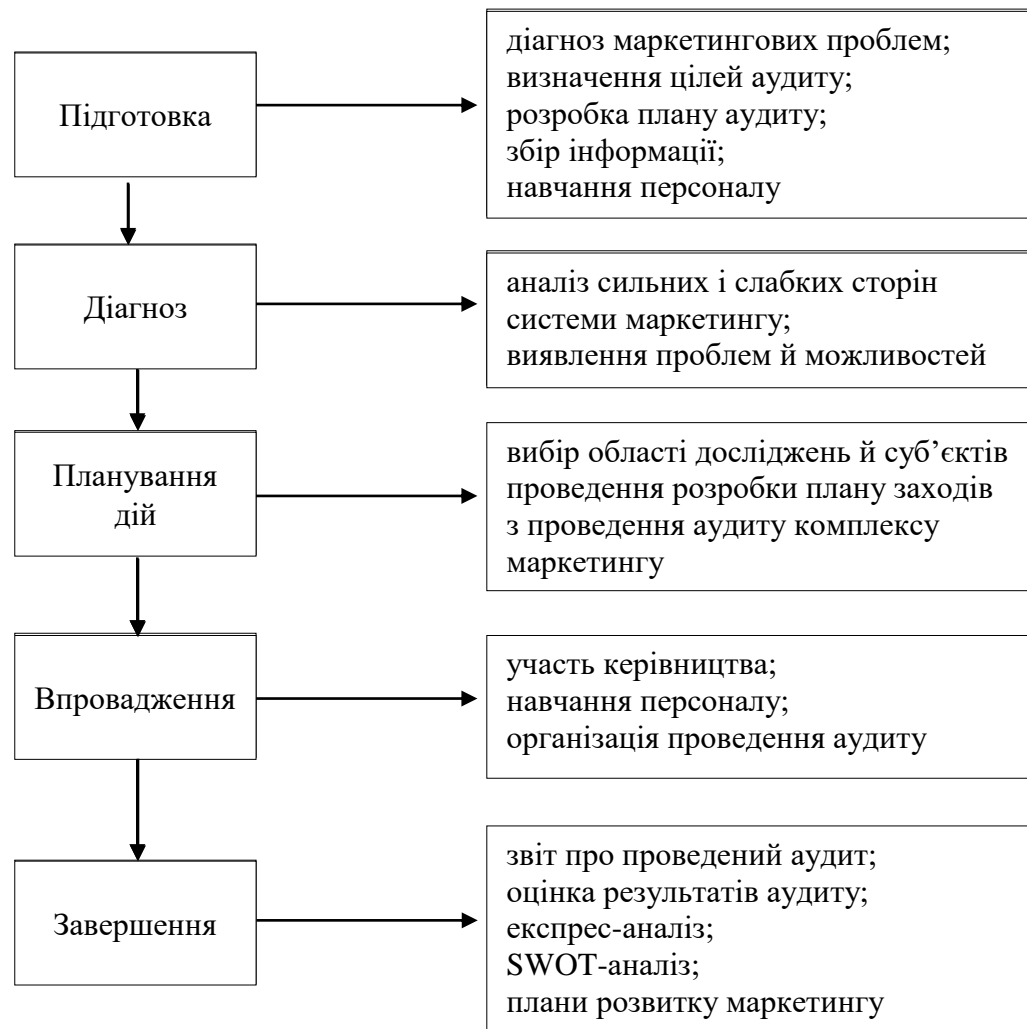 Підготовка
діагноз маркетингових проблем;
визначення цілей аудиту;
розробка плану аудиту;
збір інформації;
навчання персоналу
Діагноз
аналіз сильних і слабких сторін
системи маркетингу;
виявлення проблем й можливостей
Планування
дій
вибір області досліджень й суб’єктів
проведення розробки плану заходів
з проведення аудиту комплексу
маркетингу
Впровадження
участь керівництва;
навчання персоналу;
організація проведення аудиту
Завершення
звіт про проведений аудит;
оцінка результатів аудиту;
експрес-аналіз;
SWOT-аналіз;
плани розвитку маркетингу